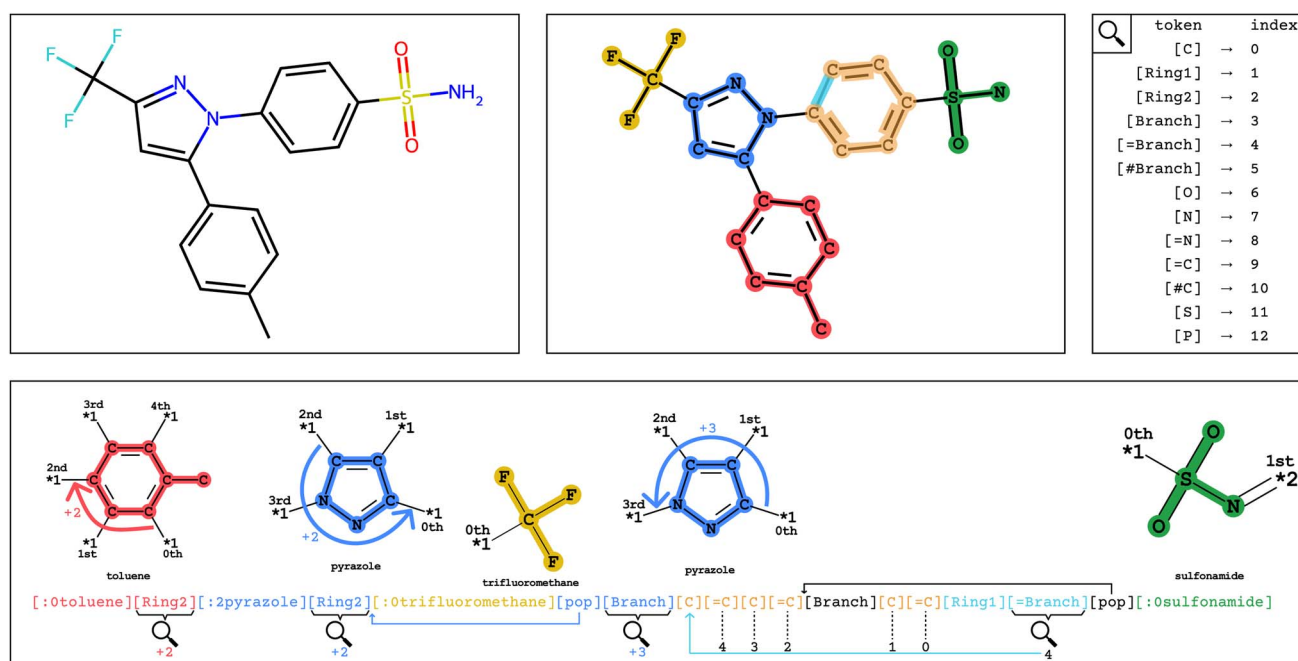 F
F
F
N
N
O
S
NH2
O
F
F
F
C
C
N
N
C
C
C
C
C
C
C
C
O
S
N
O
C
C
C
C
C
C
C
token index
[C] → 0
[Ring1] → 1
[Ring2] → 2
[Branch] → 3
[=Branch] → 4
[#Branch] → 5
[O] → 6
[N] → 7
[=N] → 8
[=C] → 9
[#C] → 10
[S] → 11
[P] → 12
3rd *1
4th *1
2nd *1
1st *1
0th *1
+2
C C C C C C C
toluene
2nd *1
1st *1
3rd *1
0th *1
+2
C C C N N
pyrazole
F
F
C
F
0th *1
trifluoromethane
2nd *1
+3
1st *1
3rd *1
0th *1
C C C N N
pyrazole
0th *1
O
S
N
O
1st *2
sulfonamide
[:0toluene][Ring2][:2pyrazole][Ring2][:0trifluoromethane][pop][Branch][C][=C][C][=C][Branch][C][=C][Ring1][=Branch][pop][:0sulfonamide]
+2 +2 +3 4 3 2 1 0 4